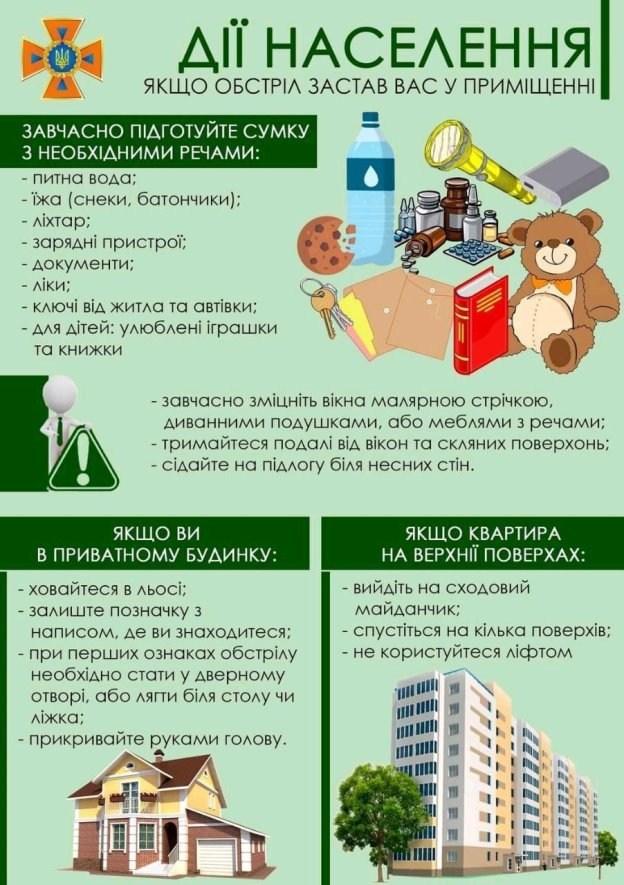 ДІЇ НАСЕЛЕННЯ
ЯКЩО ОБСТРІЛ ЗАСТАВ ВАС У ПРИМІЩЕННІ
ЗАВЧАСНО ПІДГОТУЙТЕ СУМКУ
З НЕОБХІДНИМИ РЕЧАМИ:
- питна вода;
- їжа (снеки, батончики);
- ліхтар;
- зарядні пристрої;
- документи;
- ліки;
- ключі від житла та автівки;
- для дітей: улюблені іграшки
та книжки
- завчасно зміцніть вікна малярною стрічкою,
диванними подушками, або меблями з речами;
- тримайтеся подалі від вікон та скляних поверхонь;
- сідайте на підлогу біля несних стін.
ЯКЩО ВИ
В ПРИВАТНОМУ БУДИНКУ:
- ховайтеся в льосі;
- залиште позначку з
написом, де ви знаходитеся;
- при перших ознаках обстрілу
необхідно стати у дверному
отворі, або лягти біля столу чи
ліжка;
- прикривайте руками голову.
ЯКЩО КВАРТИРА
НА ВЕРХНІЇ ПОВЕРХАХ:
- вийдіть на сходовий
майданчик;
- спустіться на кілька поверхів;
- не користуйтеся ліфтом